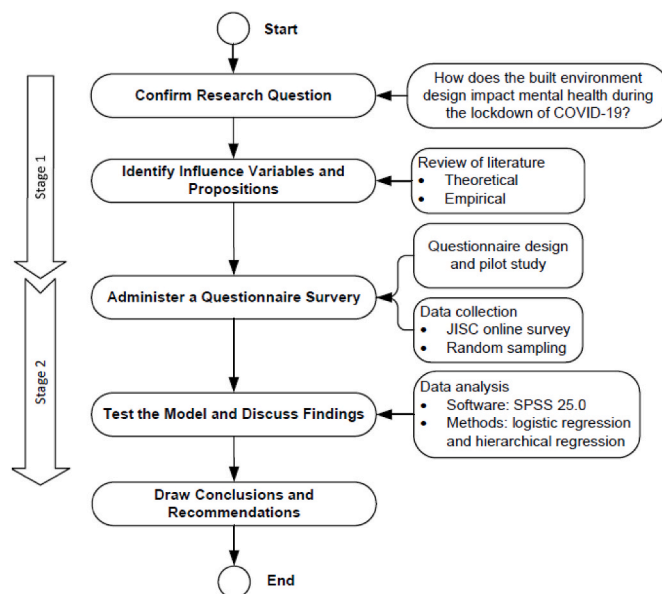 Start
Confirm Research Question
How does the built environment
design impact mental health during
the lockdown of COVID-19?
Stage 1
Identify Influence Variables and
Propositions
Review of literature
• Theoretical
• Empirical
Questionnaire design
and pilot study
Administer a Questionnaire Survery
Data collection
• JISC online survey
• Random sampling
Stage 2
Test the Model and Discuss Findings
Data analysis
• Software: SPSS 25.0
• Methods: logistic regression
and hierarchical regression
Draw Conclusions and
Recommendations
End